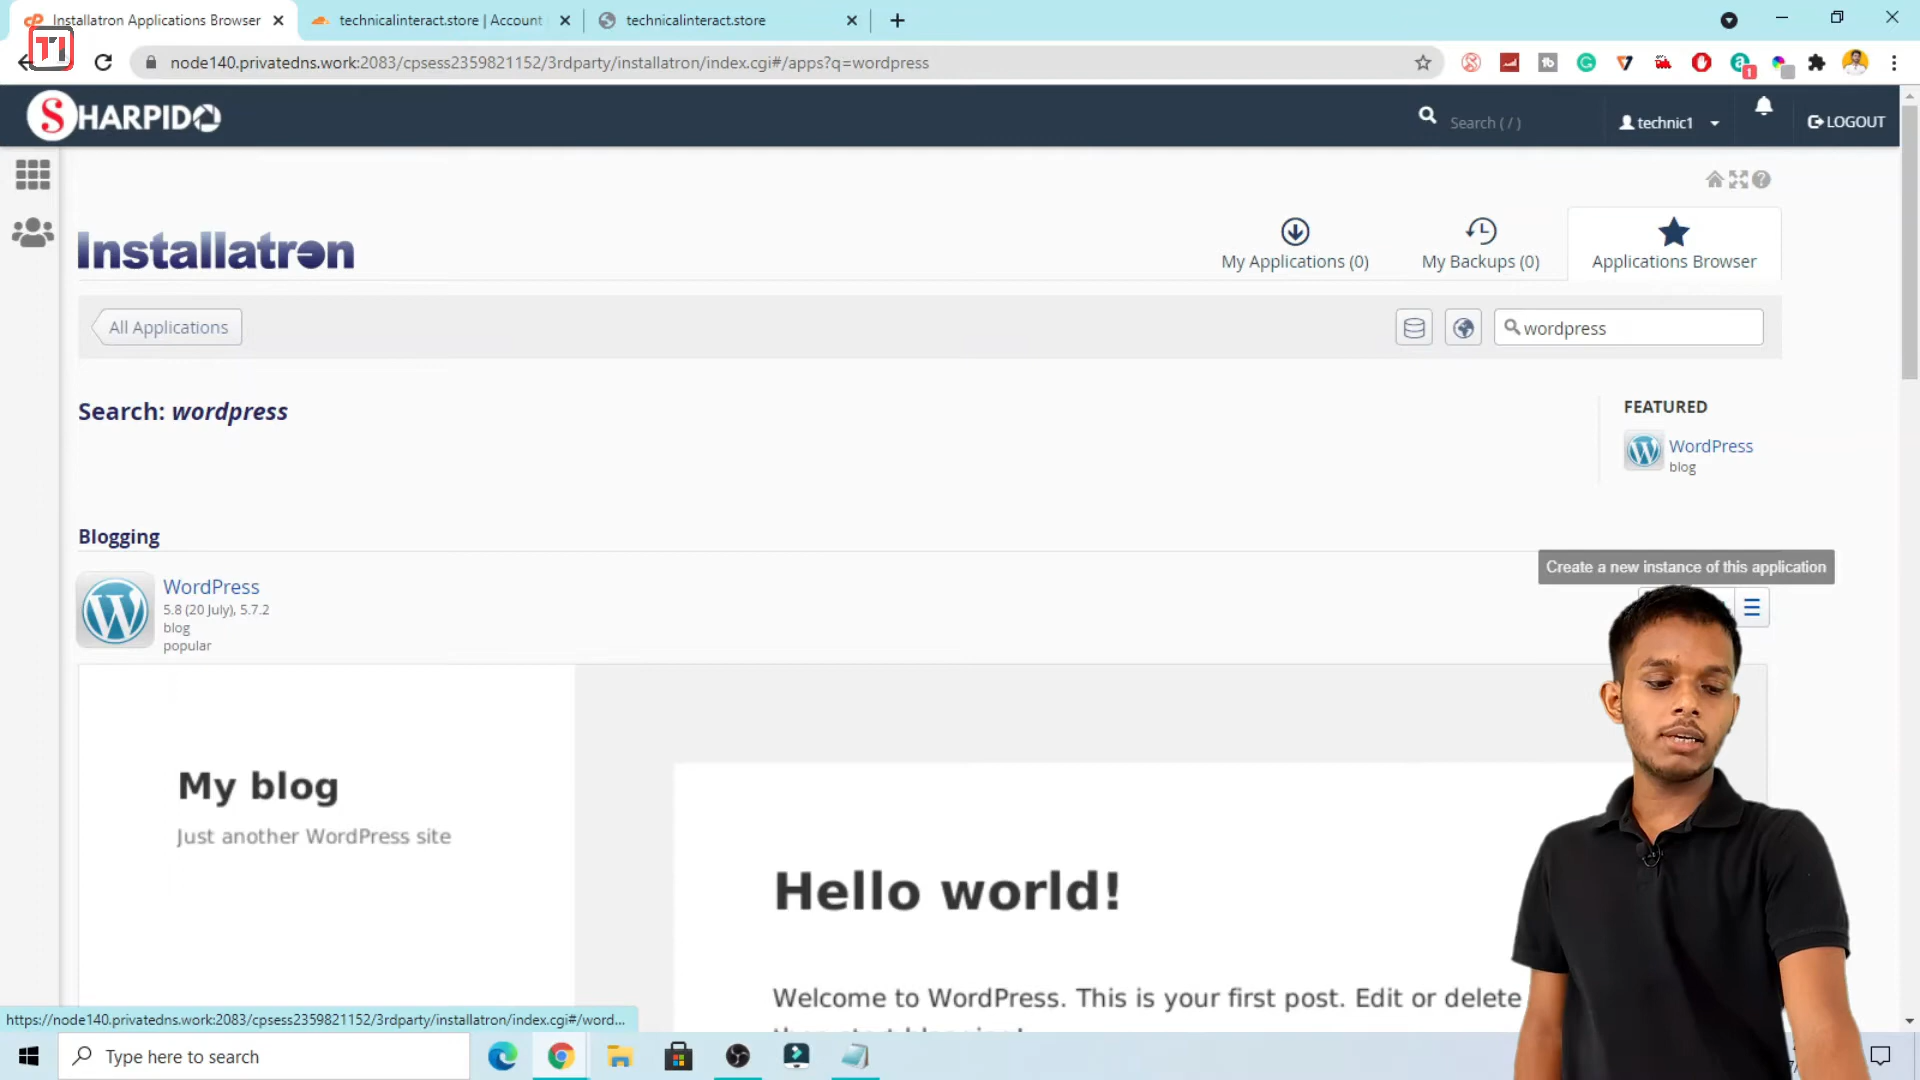 Installatron Applications Browser
technicalinteract.store | Account
technicalinteract.store
TI
node140.privatedns.work:2083/cpsess2359821152/3rdparty/installatron/index.cgi#/apps?q=wordpress
SHARPIDO
Search ( / )
technic1
LOGOUT
Installatron
My Applications (0)
My Backups (0)
Applications Browser
All Applications
wordpress
Search: wordpress
FEATURED
WordPress
blog
Blogging
Create a new instance of this application
WordPress
5.8 (20 July), 5.7.2
blog
popular
My blog
Just another WordPress site
Hello world!
Welcome to WordPress. This is your first post. Edit or delete
https://node140.privatedns.work:2083/cpsess2359821152/3rdparty/installatron/index.cgi#/word...
Type here to search